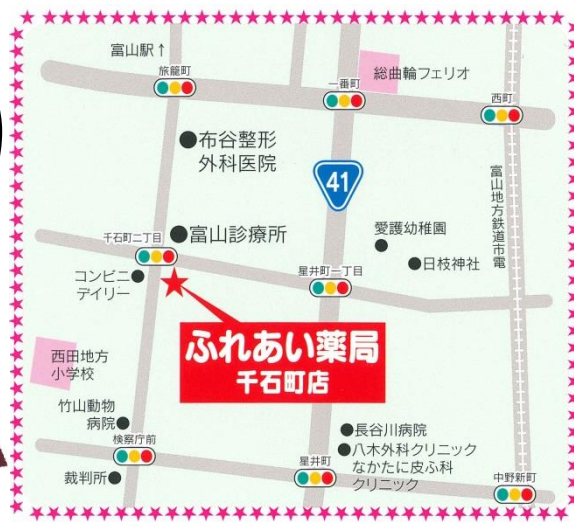 富山駅↑
旅籠町
一番町
総曲輪フェリオ
西町
布谷整形
外科医院
41
富山地方鉄道市電
愛護幼稚園
日枝神社
千石町二丁目
富山診療所
コンビニ
デイリー
星井町一丁目
ふれあい薬局
千石町店
西田地方
小学校
竹山動物
病院
検察庁前
裁判所
長谷川病院
八木外科クリニック
なかたに皮ふ科
クリニック
星井町
中野新町